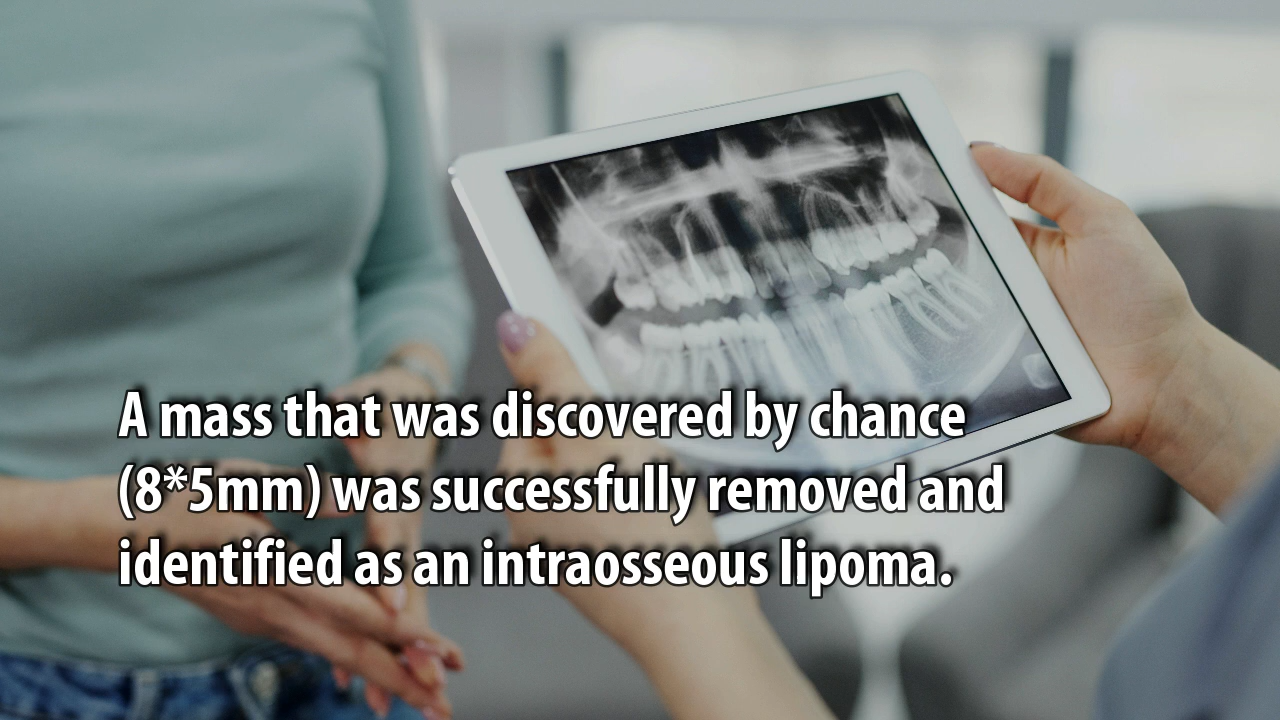 A mass that was discovered by chance
(8*5mm) was successfully removed and
identified as an intraosseous lipoma.